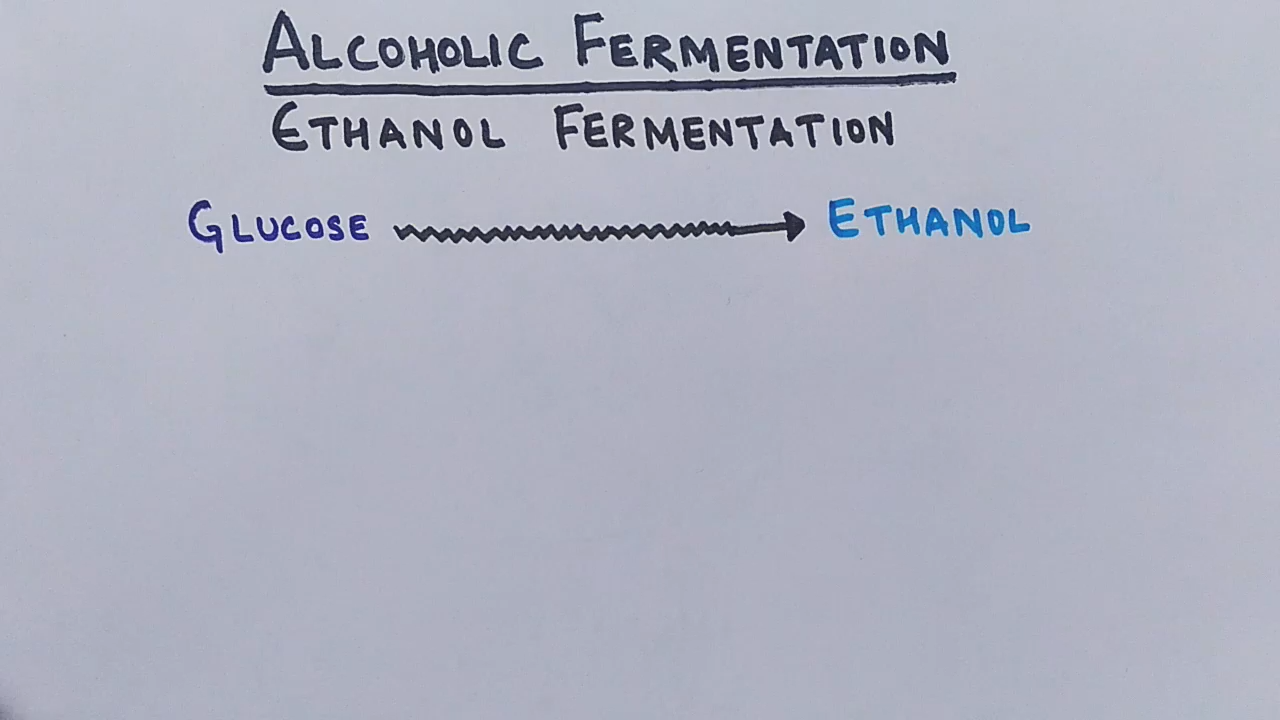 ALCOHOLIC FERMENTATION
ETHANOL FERMENTATION
GLUCOSE ETHANOL